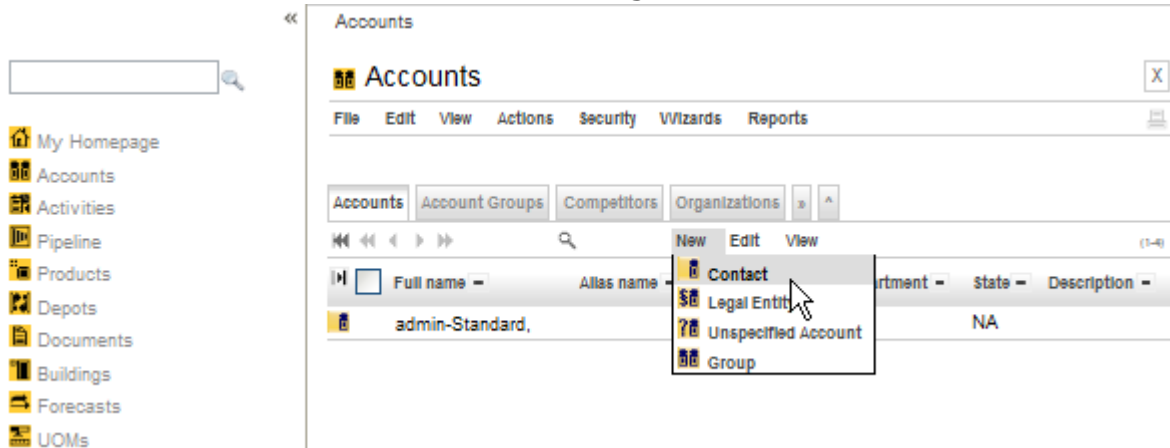 «
Accounts
Accounts
X
File Edit View Actions Security Wizards Reports
My Homepage
Accounts
Activities
Pipeline
Products
Depots
Documents
Buildings
Forecasts
UOMs
Accounts Account Groups Competitors Organizations » ^
New Edit View (1-4)
Full name Alias name rtment State Description
Contact
Legal Entit
Unspecified Account
Group
admin-Standard, NA